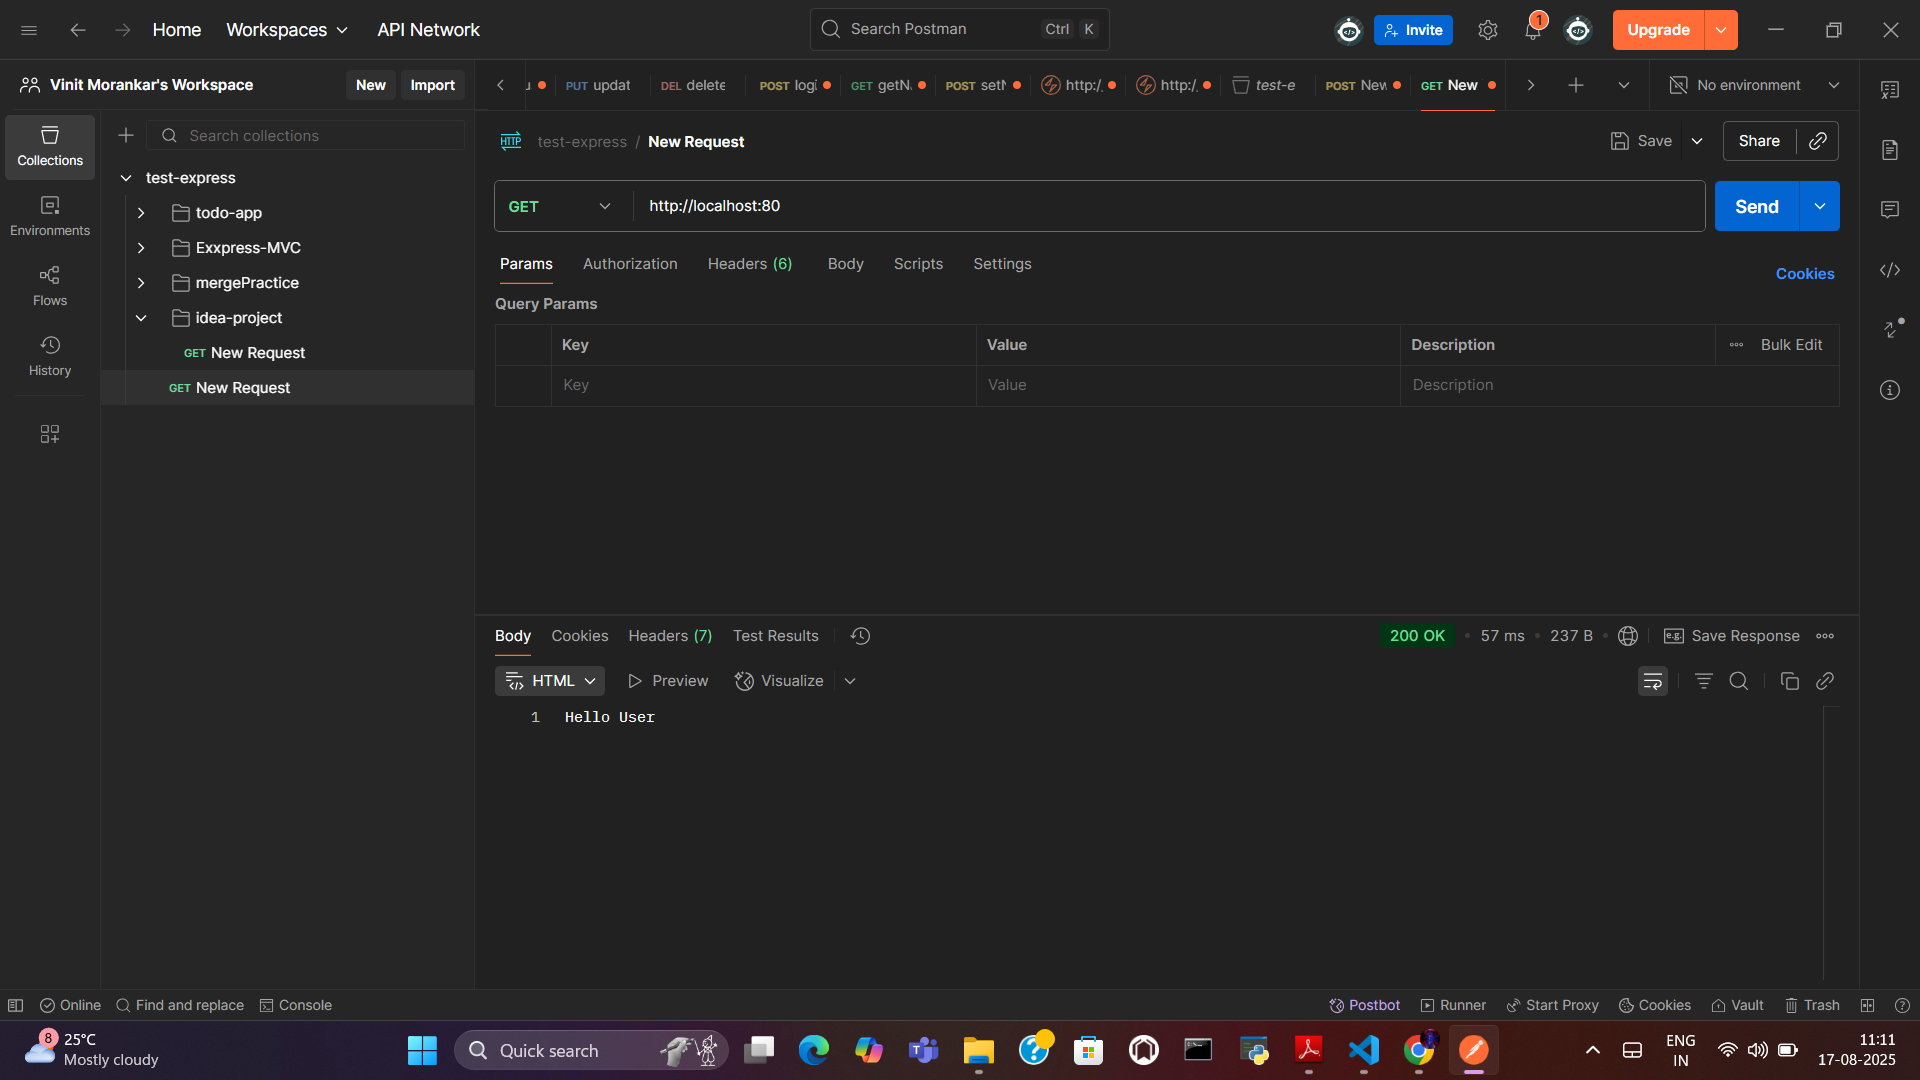 Home
Workspaces
API Network
Search Postman
Ctrl
K
Invite
1
Upgrade
Vinit Morankar's Workspace
New
Import
PUT updat
DEL delete
POST logi
GET getN
POST setN
http:/
http:/
test-e
POST New
GET New
No environment
Collections
Environments
Flows
History
Search collections
test-express
todo-app
Exxpress-MVC
mergePractice
idea-project
GET New Request
GET New Request
HTTP
test-express / New Request
Save
Share
GET
http://localhost:80
Send
Params
Authorization
Headers (6)
Body
Scripts
Settings
Cookies
Query Params
Key
Value
Description
Bulk Edit
Key
Value
Description
Body
Cookies
Headers (7)
Test Results
200 OK
57 ms
237 B
e.g.
Save Response
HTML
Preview
Visualize
1
Hello User
Online
Find and replace
Console
Postbot
Runner
Start Proxy
Cookies
Vault
Trash
8
25°C
Mostly cloudy
Quick search
ENG
IN
11:11
17-08-2025